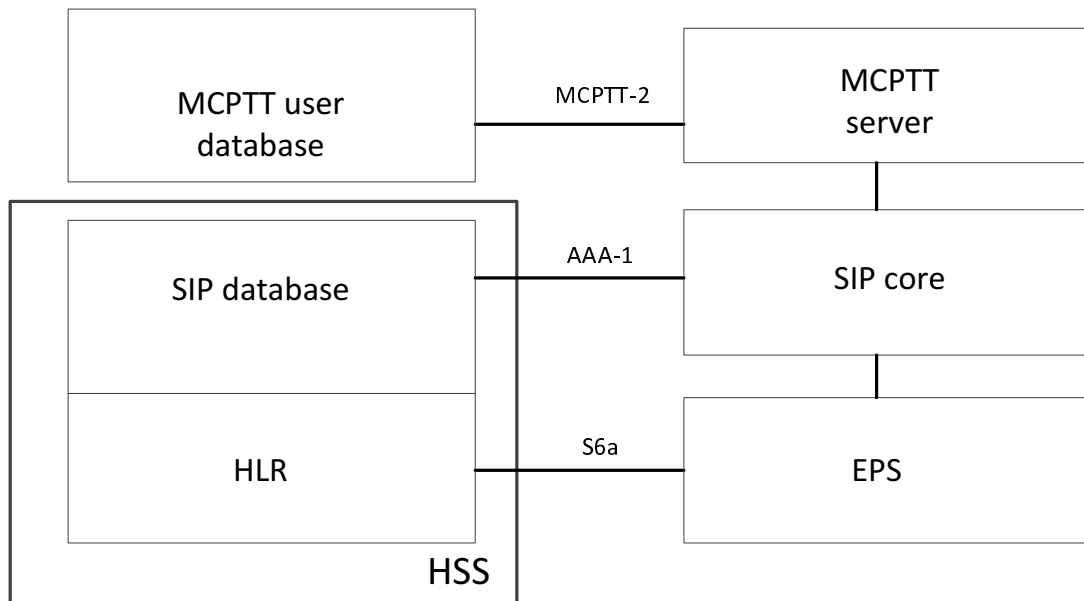 MCPTT user
database
MCPTT-2
MCPTT
server
SIP database
AAA-1
SIP core
HLR
S6a
EPS
HSS